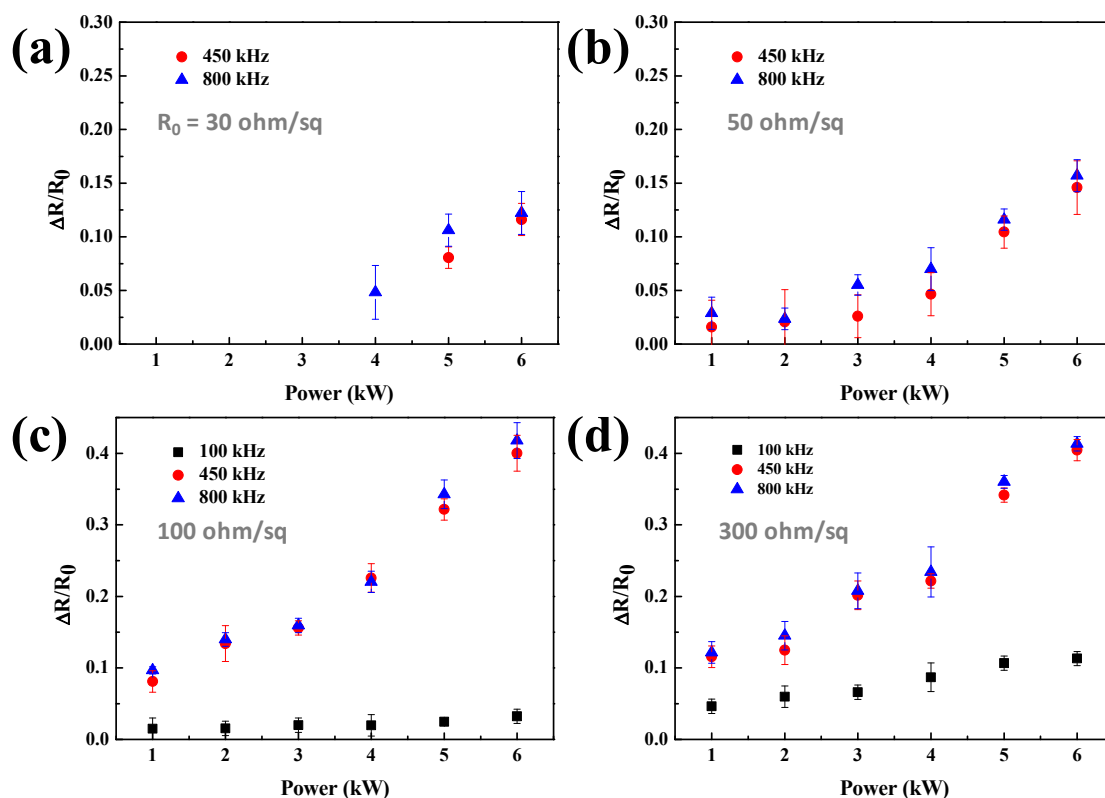 (a)
0.30
0.25
0.20
0.15
0.10
0.05
0.00
ΔR/R0
450 kHz
800 kHz
R0 = 30 ohm/sq
1 2 3 4 5 6
Power (kW)
(b)
0.30
0.25
0.20
0.15
0.10
0.05
0.00
ΔR/R0
450 kHz
800 kHz
50 ohm/sq
1 2 3 4 5 6
Power (kW)
(c)
0.4
0.3
0.2
0.1
0.0
ΔR/R0
100 kHz
450 kHz
800 kHz
100 ohm/sq
1 2 3 4 5 6
Power (kW)
(d)
0.4
0.3
0.2
0.1
0.0
ΔR/R0
100 kHz
450 kHz
800 kHz
300 ohm/sq
1 2 3 4 5 6
Power (kW)